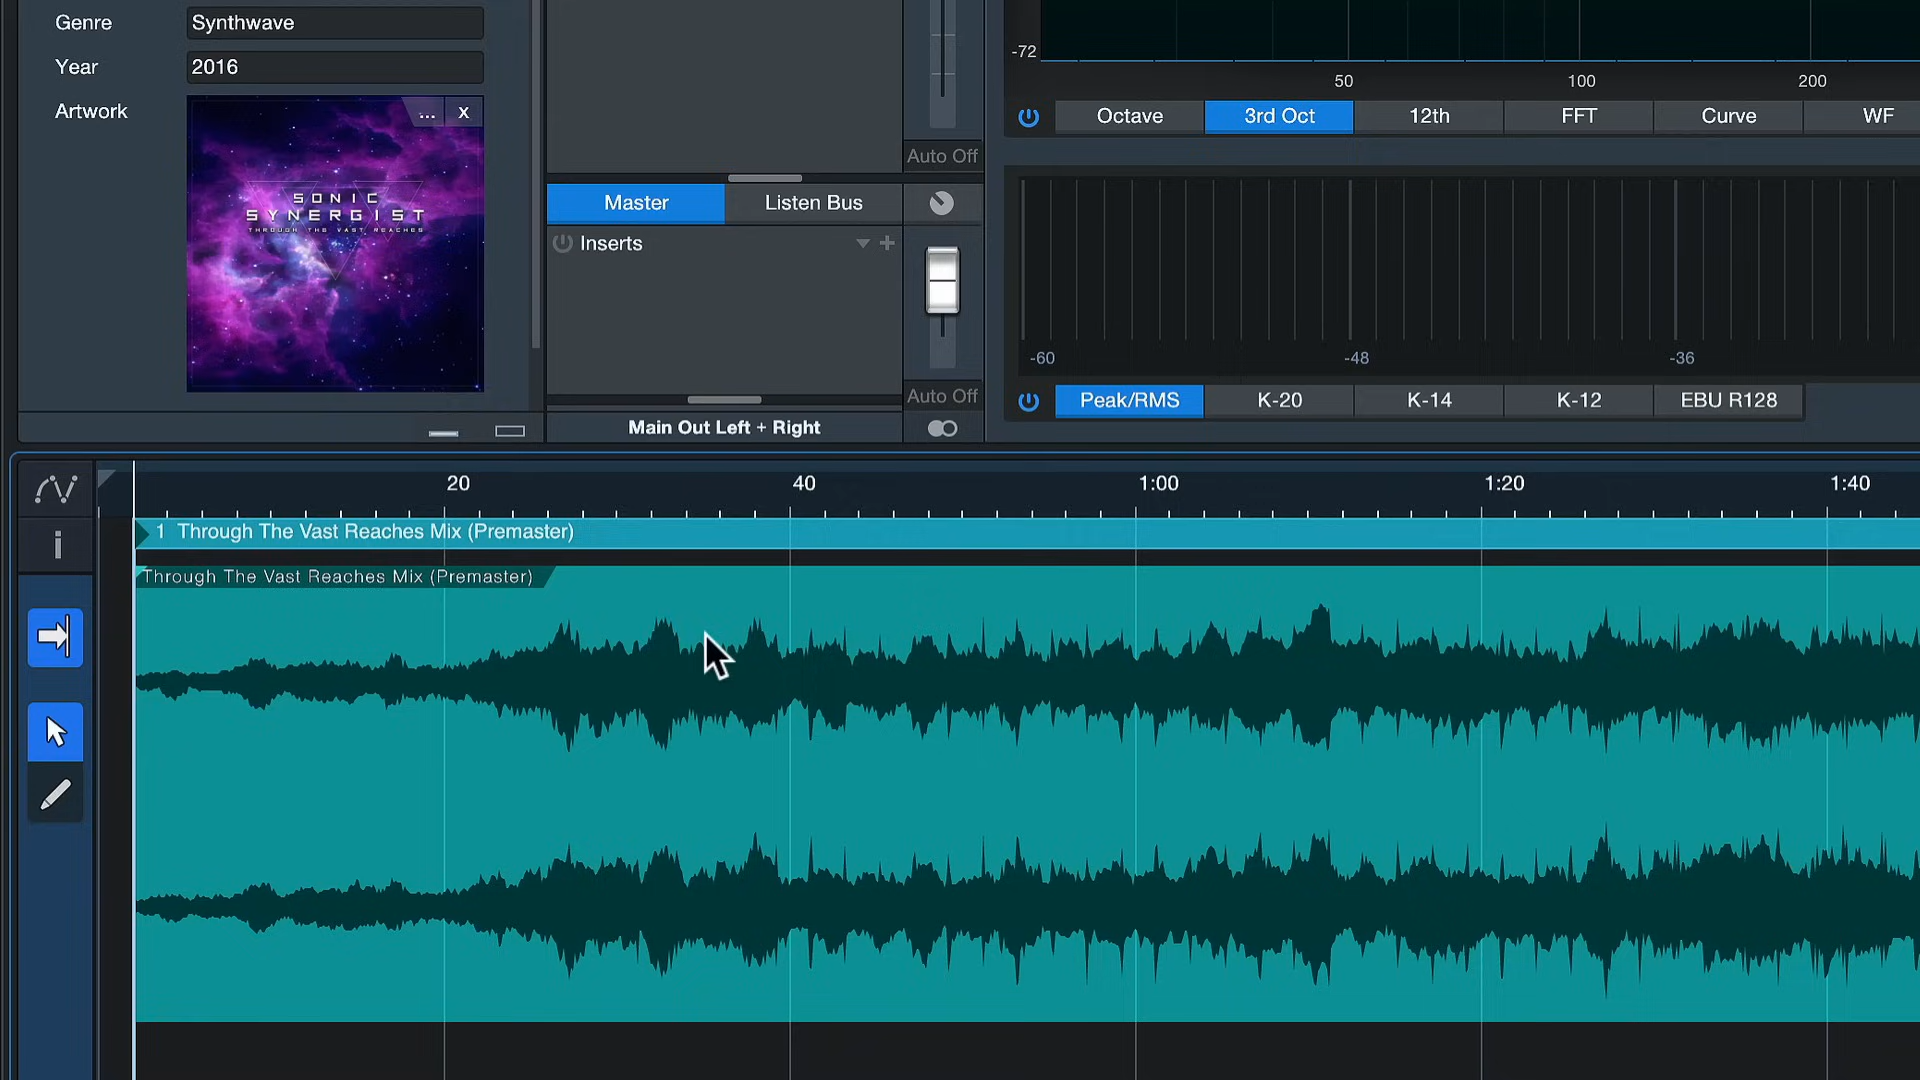 Genre
Synthwave
Year
2016
Artwork
...
x
SONIC
SYNERGIST
THROUGH THE VAST REACHES
Auto Off
Master
Listen Bus
Inserts
Auto Off
Main Out Left + Right
-72
50
100
200
Octave
3rd Oct
12th
FFT
Curve
WF
-60
-48
-36
Peak/RMS
K-20
K-14
K-12
EBU R128
i
20
40
1:00
1:20
1:40
1 Through The Vast Reaches Mix (Premaster)
Through The Vast Reaches Mix (Premaster)